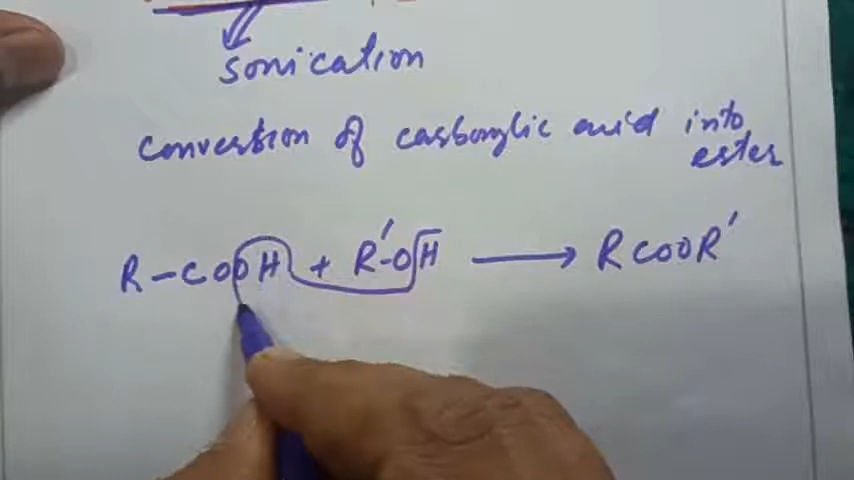 sonication
conversion of carboxylic acid into
ester
R-COOH + R'-OH → RCOOR'